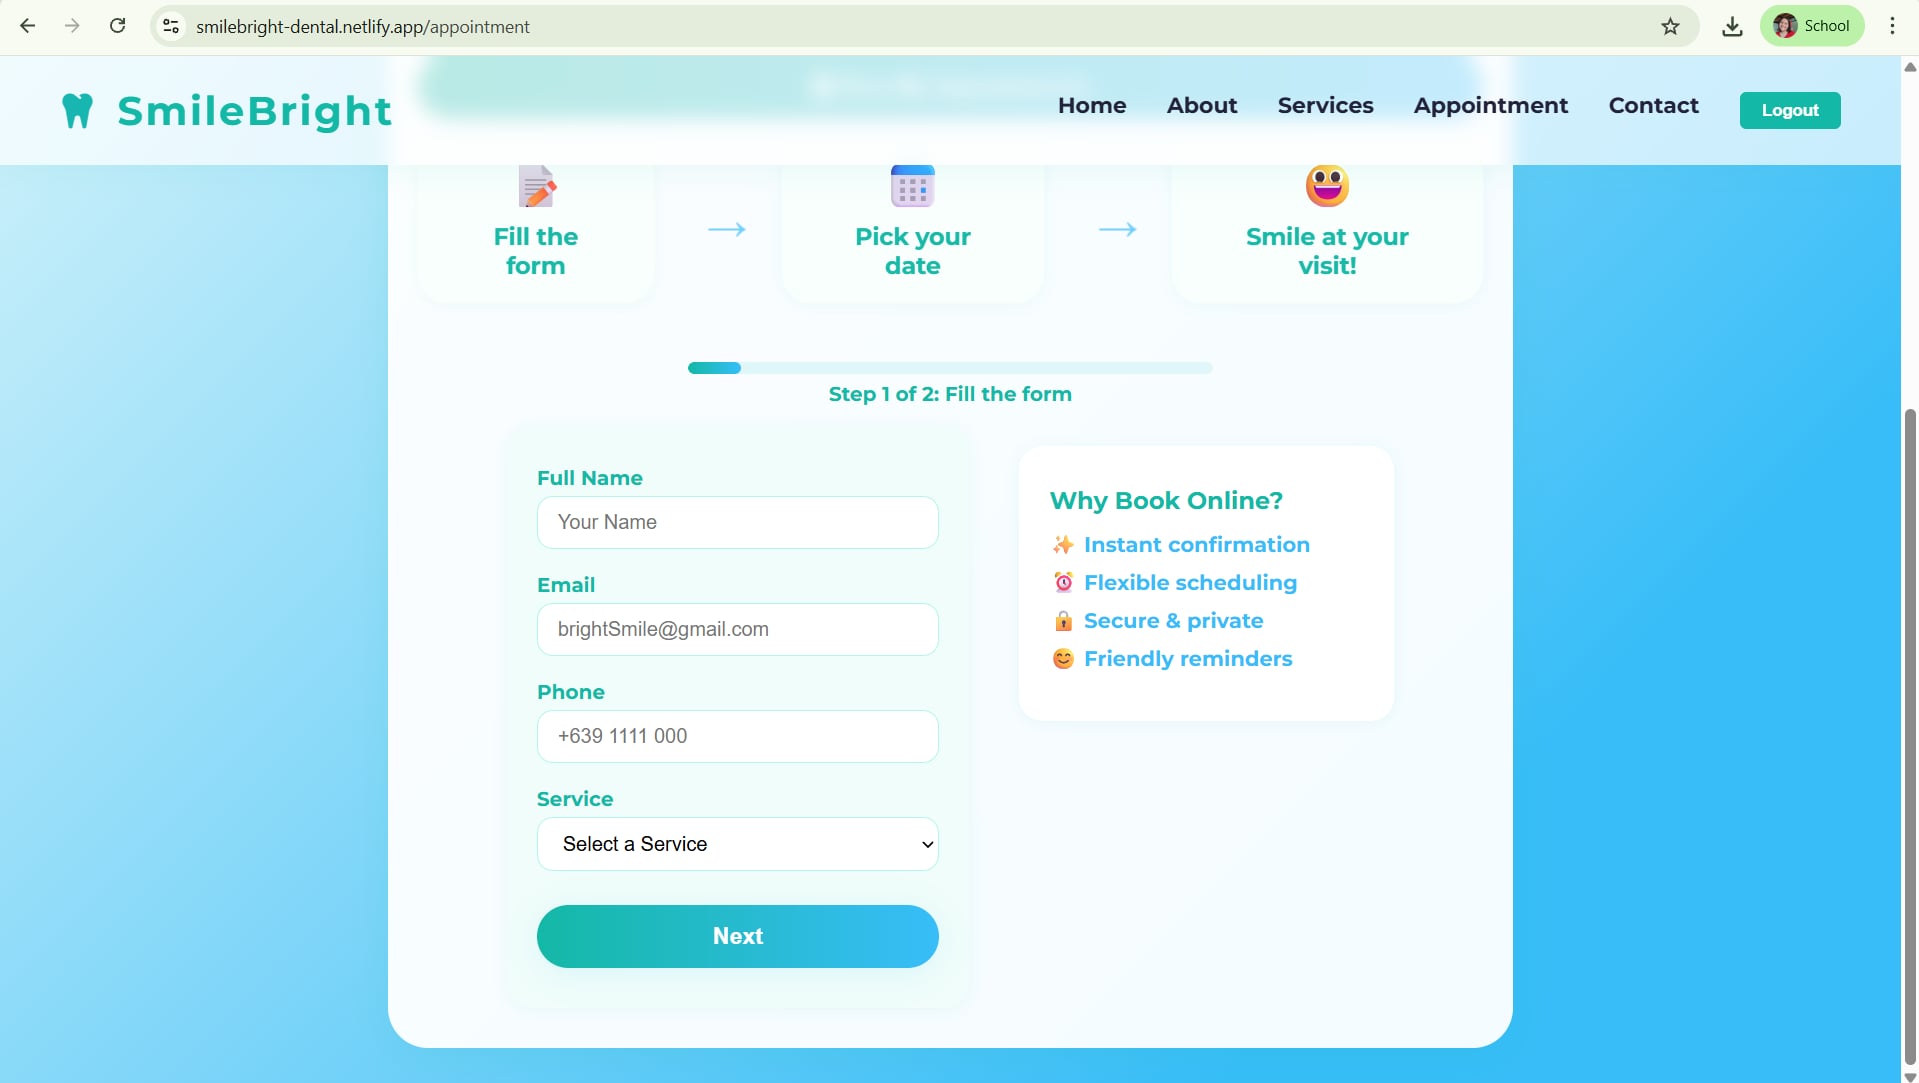 smilebright-dental.netlify.app/appointment
School
SmileBright
Home
About
Services
Appointment
Contact
Logout
Fill the
form
→
Pick your
date
→
Smile at your
visit!
Step 1 of 2: Fill the form
Full Name
Your Name
Email
brightSmile@gmail.com
Phone
+639 1111 000
Service
Select a Service
Next
Why Book Online?
✨ Instant confirmation
⏰ Flexible scheduling
🔒 Secure & private
😊 Friendly reminders